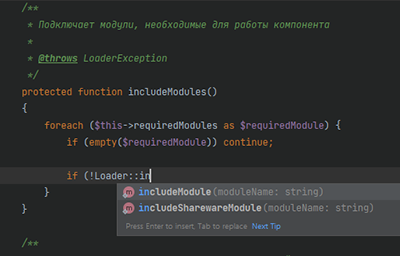 /**
* Подключает модули, необходимые для работы компонента
*
* @throws LoaderException
*/
protected function includeModules()
{
foreach ($this->requiredModules as $requiredModule) {
if (empty($requiredModule)) continue;
if (!Loader::in
m includeModule(moduleName: string)
m includeSharewareModule(moduleName: string)
Press Enter to insert, Tab to replace Next Tip
}
}
/**